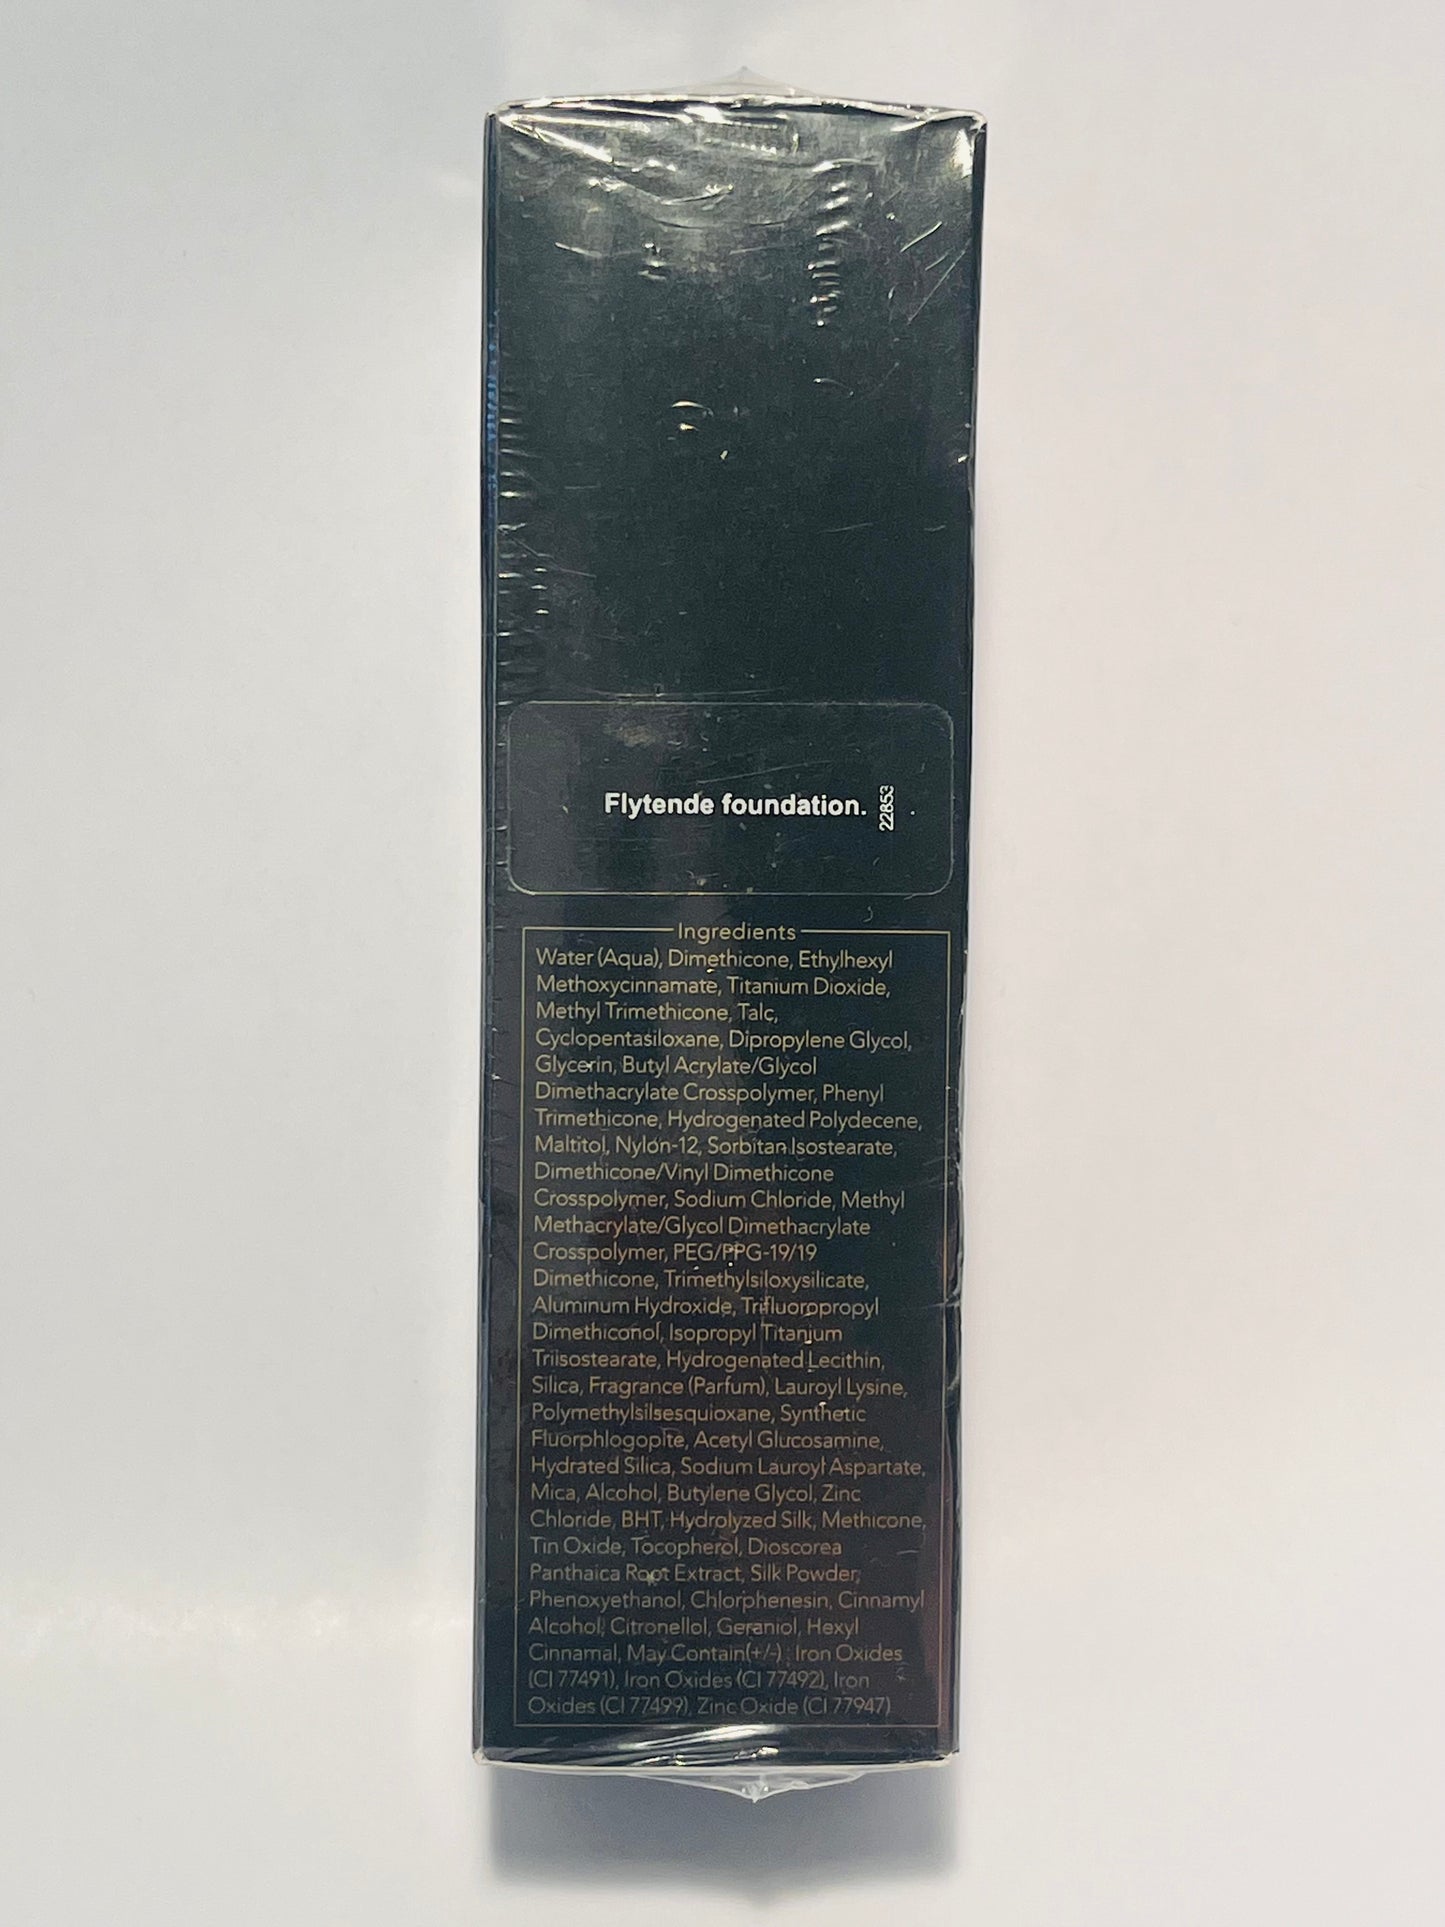 Flytende foundation.
22853
Ingredients
Water (Aqua), Dimethicone, Ethylhexyl
Methoxycinnamate, Titanium Dioxide,
Methyl Trimethicone, Talc,
Cyclopentasiloxane, Dipropylene Glycol,
Glycerin, Butyl Acrylate/Glycol
Dimethacrylate Crosspolymer, Phenyl
Trimethicone, Hydrogenated Polydecene,
Maltitol, Nylon-12, Sorbitan Isostearate,
Dimethicone/Vinyl Dimethicone
Crosspolymer, Sodium Chloride, Methyl
Methacrylate/Glycol Dimethacrylate
Crosspolymer, PEG/PPG-19/19
Dimethicone, Trimethylsiloxysilicate,
Aluminum Hydroxide, Trifluoropropyl
Dimethiconol, Isopropyl Titanium
Triisostearate, Hydrogenated Lecithin,
Silica, Fragrance (Parfum), Lauroyl Lysine,
Polymethylsilsesquioxane, Synthetic
Fluorphlogopite, Acetyl Glucosamine,
Hydrated Silica, Sodium Lauroyl Aspartate,
Mica, Alcohol, Butylene Glycol, Zinc
Chloride, BHT, Hydrolyzed Silk, Methicone,
Tin Oxide, Tocopherol, Dioscorea
Panthaica Root Extract, Silk Powder,
Phenoxyethanol, Chlorphenesin, Cinnamyl
Alcohol, Citronellol, Geraniol, Hexyl
Cinnamal, May Contain(+/-) : Iron Oxides
(CI 77491), Iron Oxides (CI 77492), Iron
Oxides (CI 77499), Zinc Oxide (CI 77947)